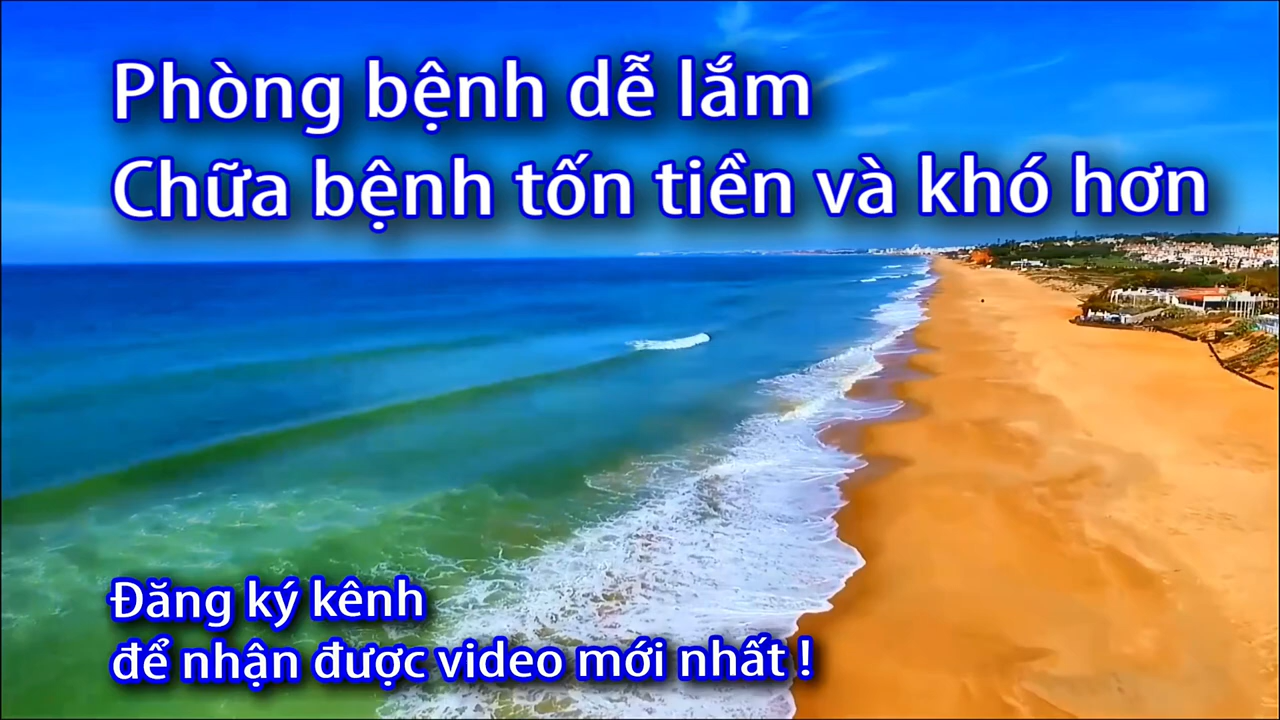 Phòng bệnh dễ lắm
Chữa bệnh tốn tiền và khó hơn
Đăng ký kênh
để nhận được video mới nhất !